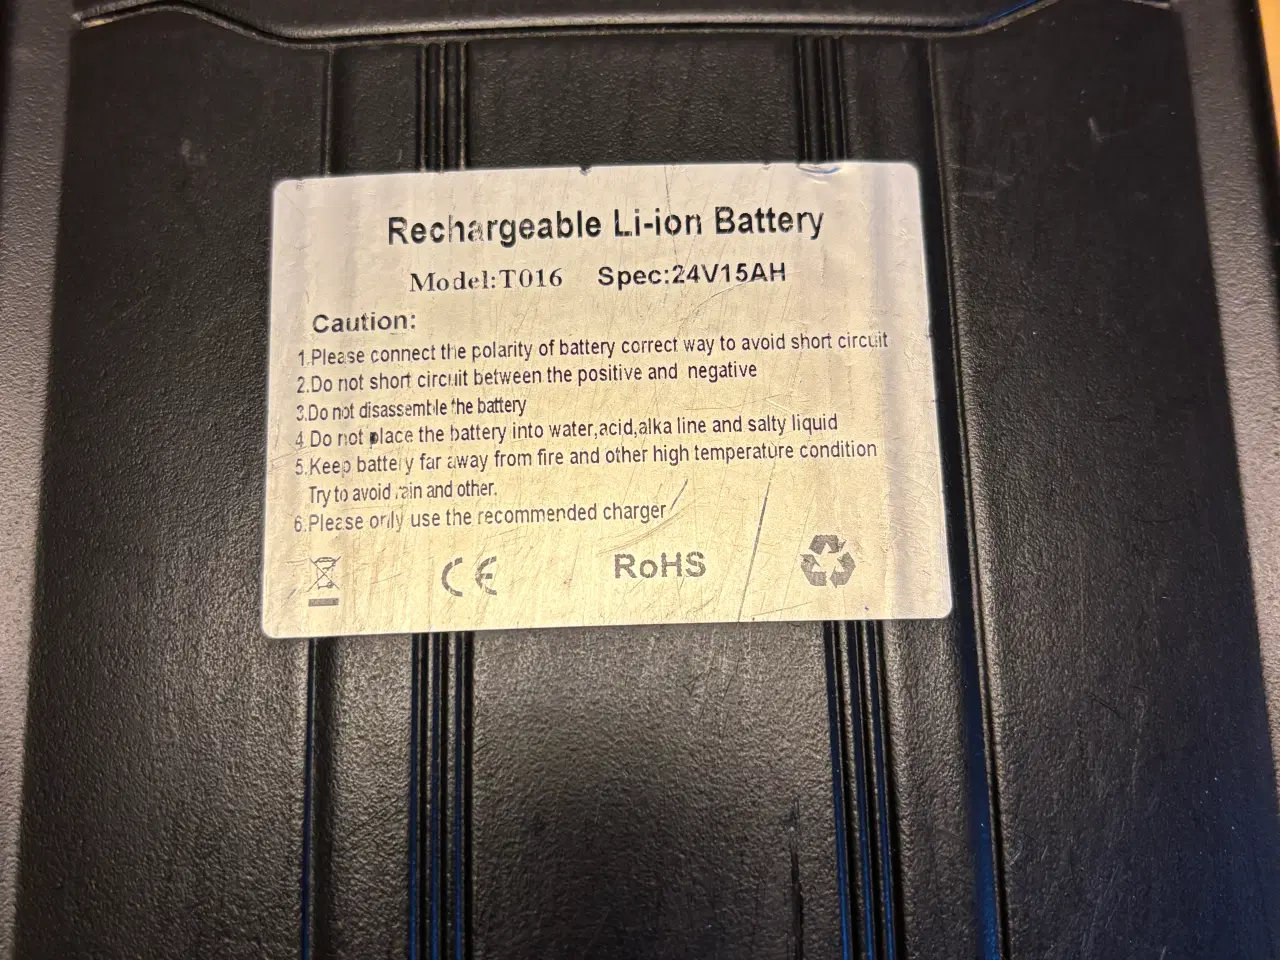 Rechargeable Li-ion Battery
Model:T016 Spec:24V15AH
Caution:
1.Please connect the polarity of battery correct way to avoid short circuit
2.Do not short circuit between the positive and negative
3.Do not disassemble the battery
4 Do not place the battery into water,acid,alka line and salty liquid
5.Keep battery far away from fire and other high temperature condition
Try to avoid rain and other.
6.Please only use the recommended charger
CE RoHS